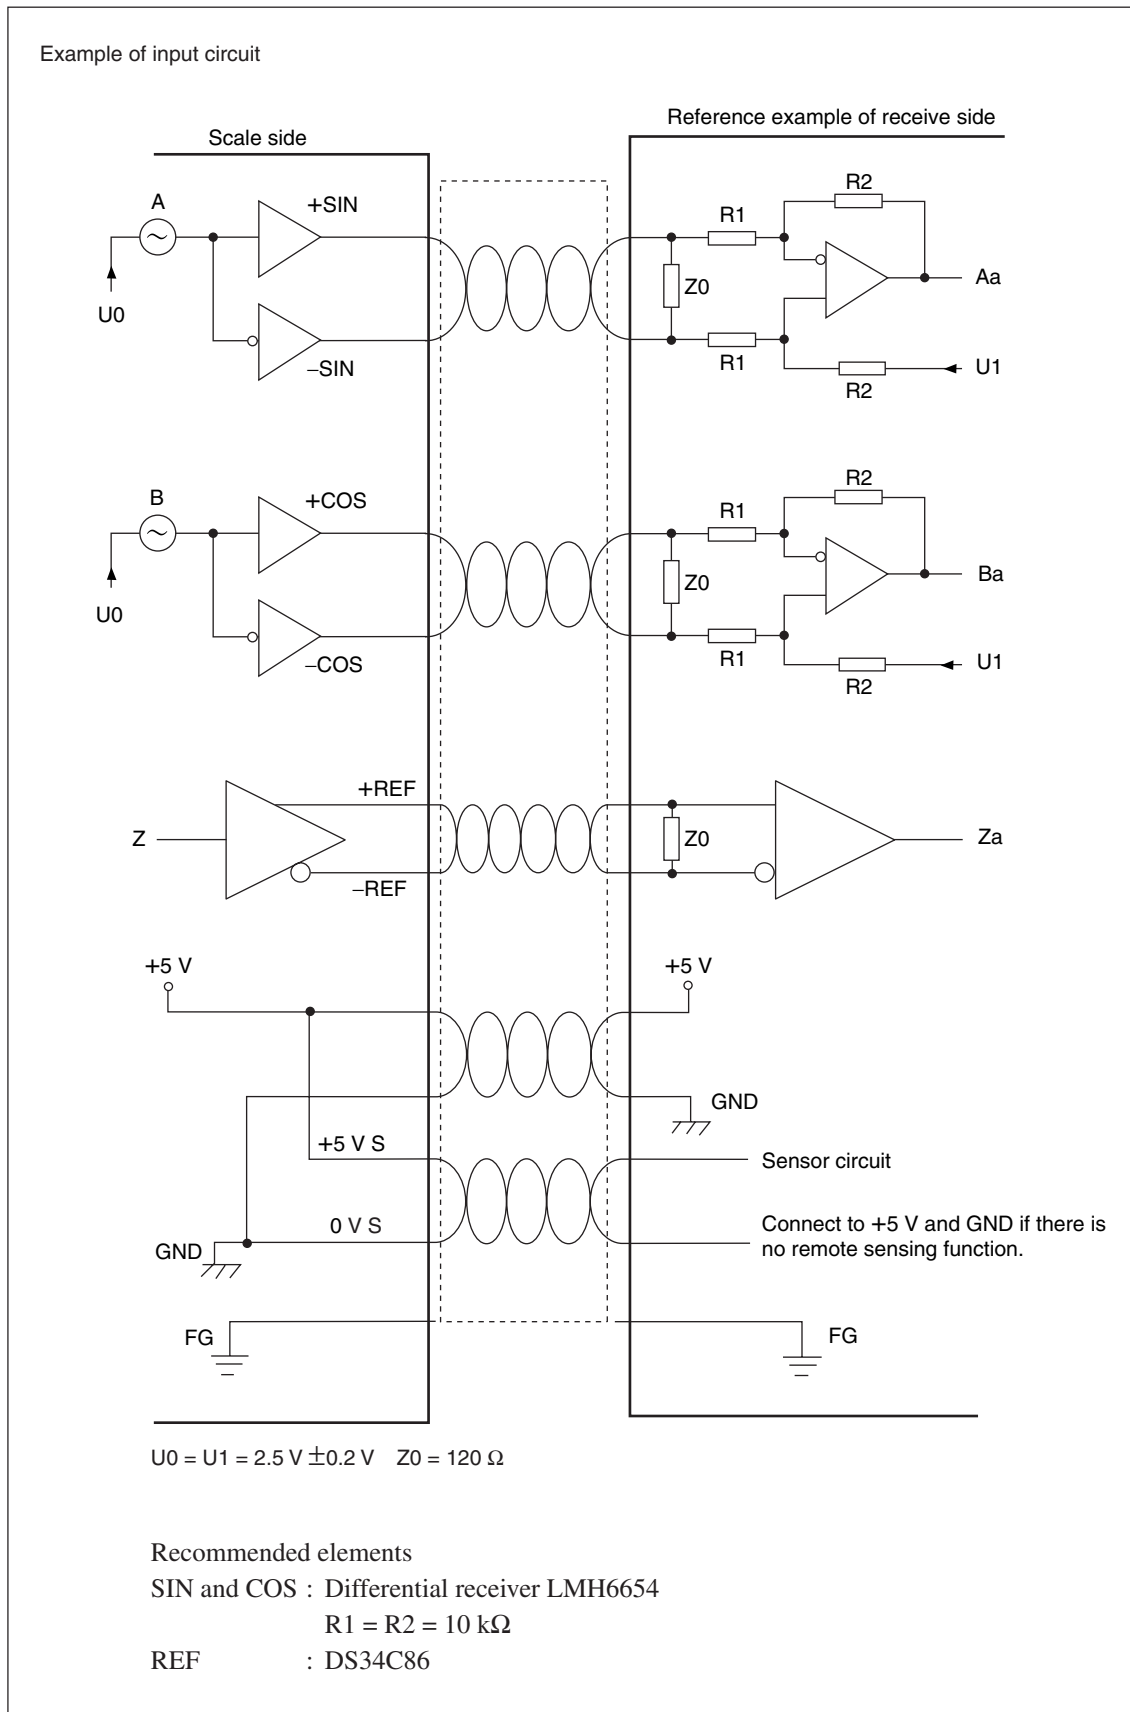 Example of input circuit
Scale side
Reference example of receive side
A
+SIN
U0
−SIN
R1
R2
Z0
Aa
R1
R2
U1
B
+COS
U0
−COS
R1
R2
Z0
Ba
R1
R2
U1
Z
+REF
−REF
Z0
Za
+5 V
+5 V
GND
+5 V S
Sensor circuit
0 V S
GND
Connect to +5 V and GND if there is
no remote sensing function.
FG
FG
U0 = U1 = 2.5 V ±0.2 V Z0 = 120 Ω
Recommended elements
SIN and COS : Differential receiver LMH6654
R1 = R2 = 10 kΩ
REF : DS34C86